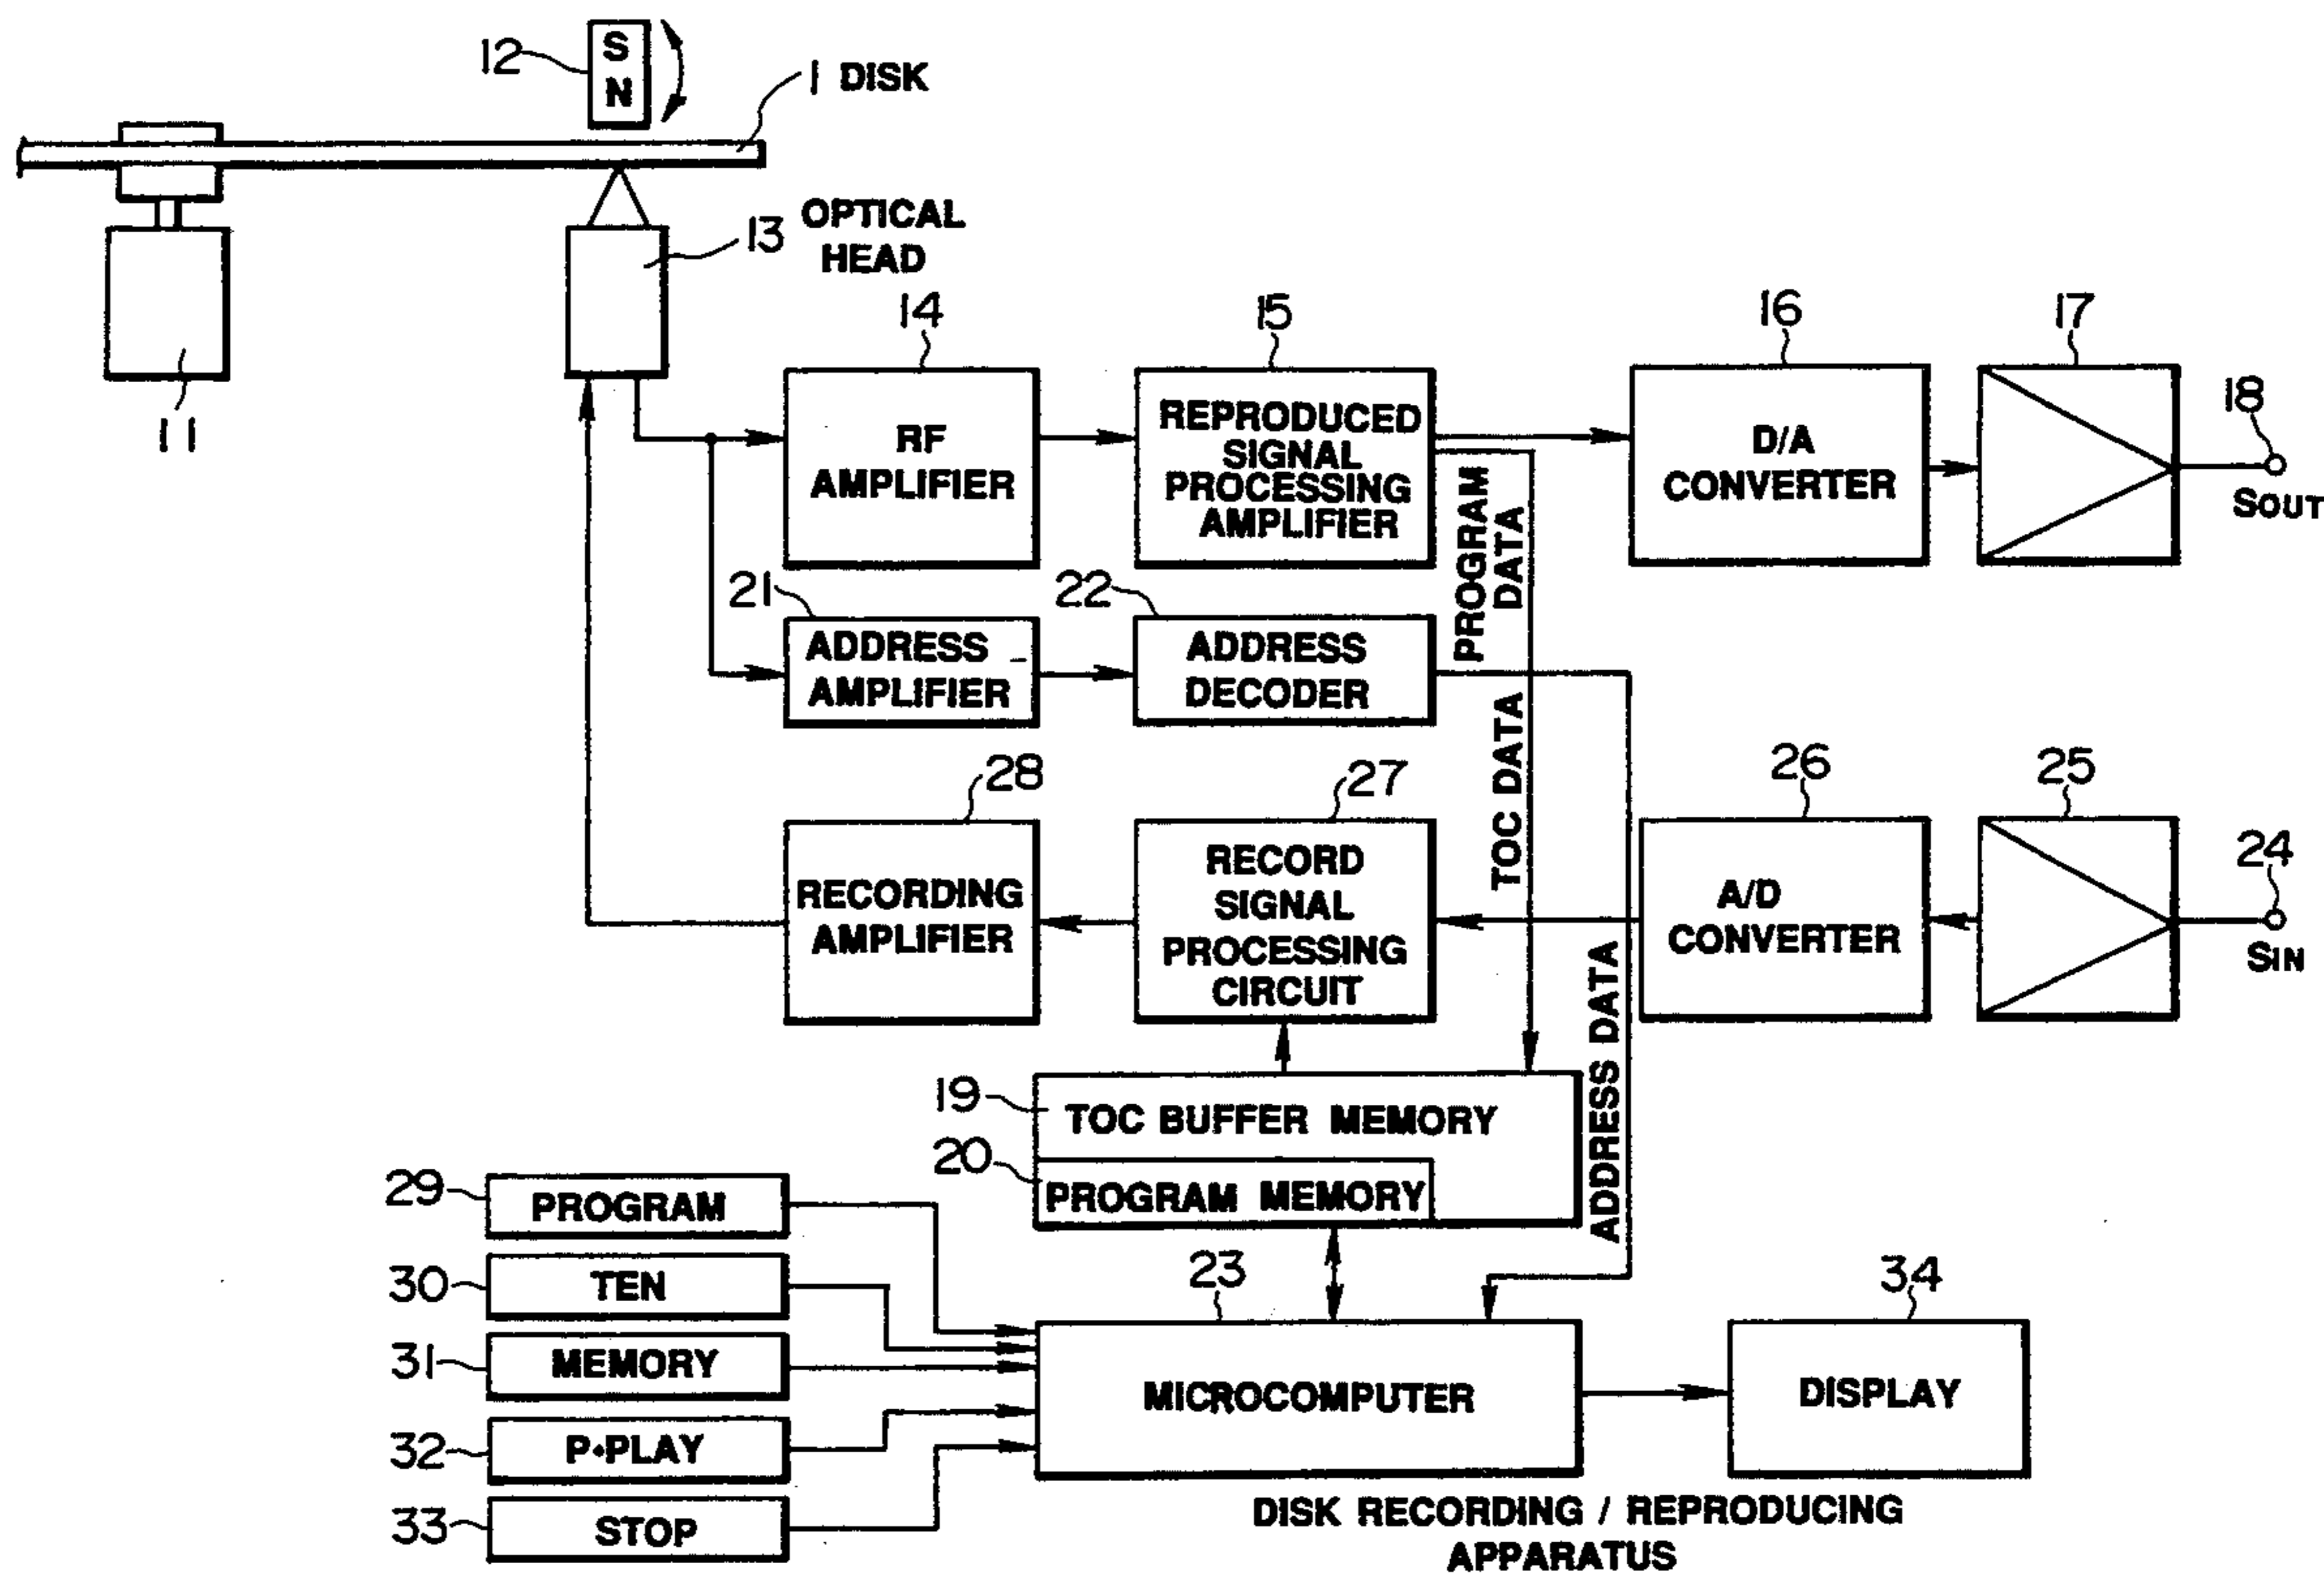 12
S
N
1 DISK
13
OPTICAL
HEAD
11
14
RF
AMPLIFIER
15
REPRODUCED
SIGNAL
PROCESSING
AMPLIFIER
16
D/A
CONVERTER
17
18
SOUT
PROGRAM
DATA
21
ADDRESS
AMPLIFIER
22
ADDRESS
DECODER
TOC DATA
28
RECORDING
AMPLIFIER
27
RECORD
SIGNAL
PROCESSING
CIRCUIT
26
A/D
CONVERTER
25
24
SIN
ADDRESS DATA
19
TOC BUFFER MEMORY
20
PROGRAM MEMORY
29
PROGRAM
30
TEN
31
MEMORY
32
P•PLAY
33
STOP
23
MICROCOMPUTER
34
DISPLAY
DISK RECORDING / REPRODUCING
APPARATUS